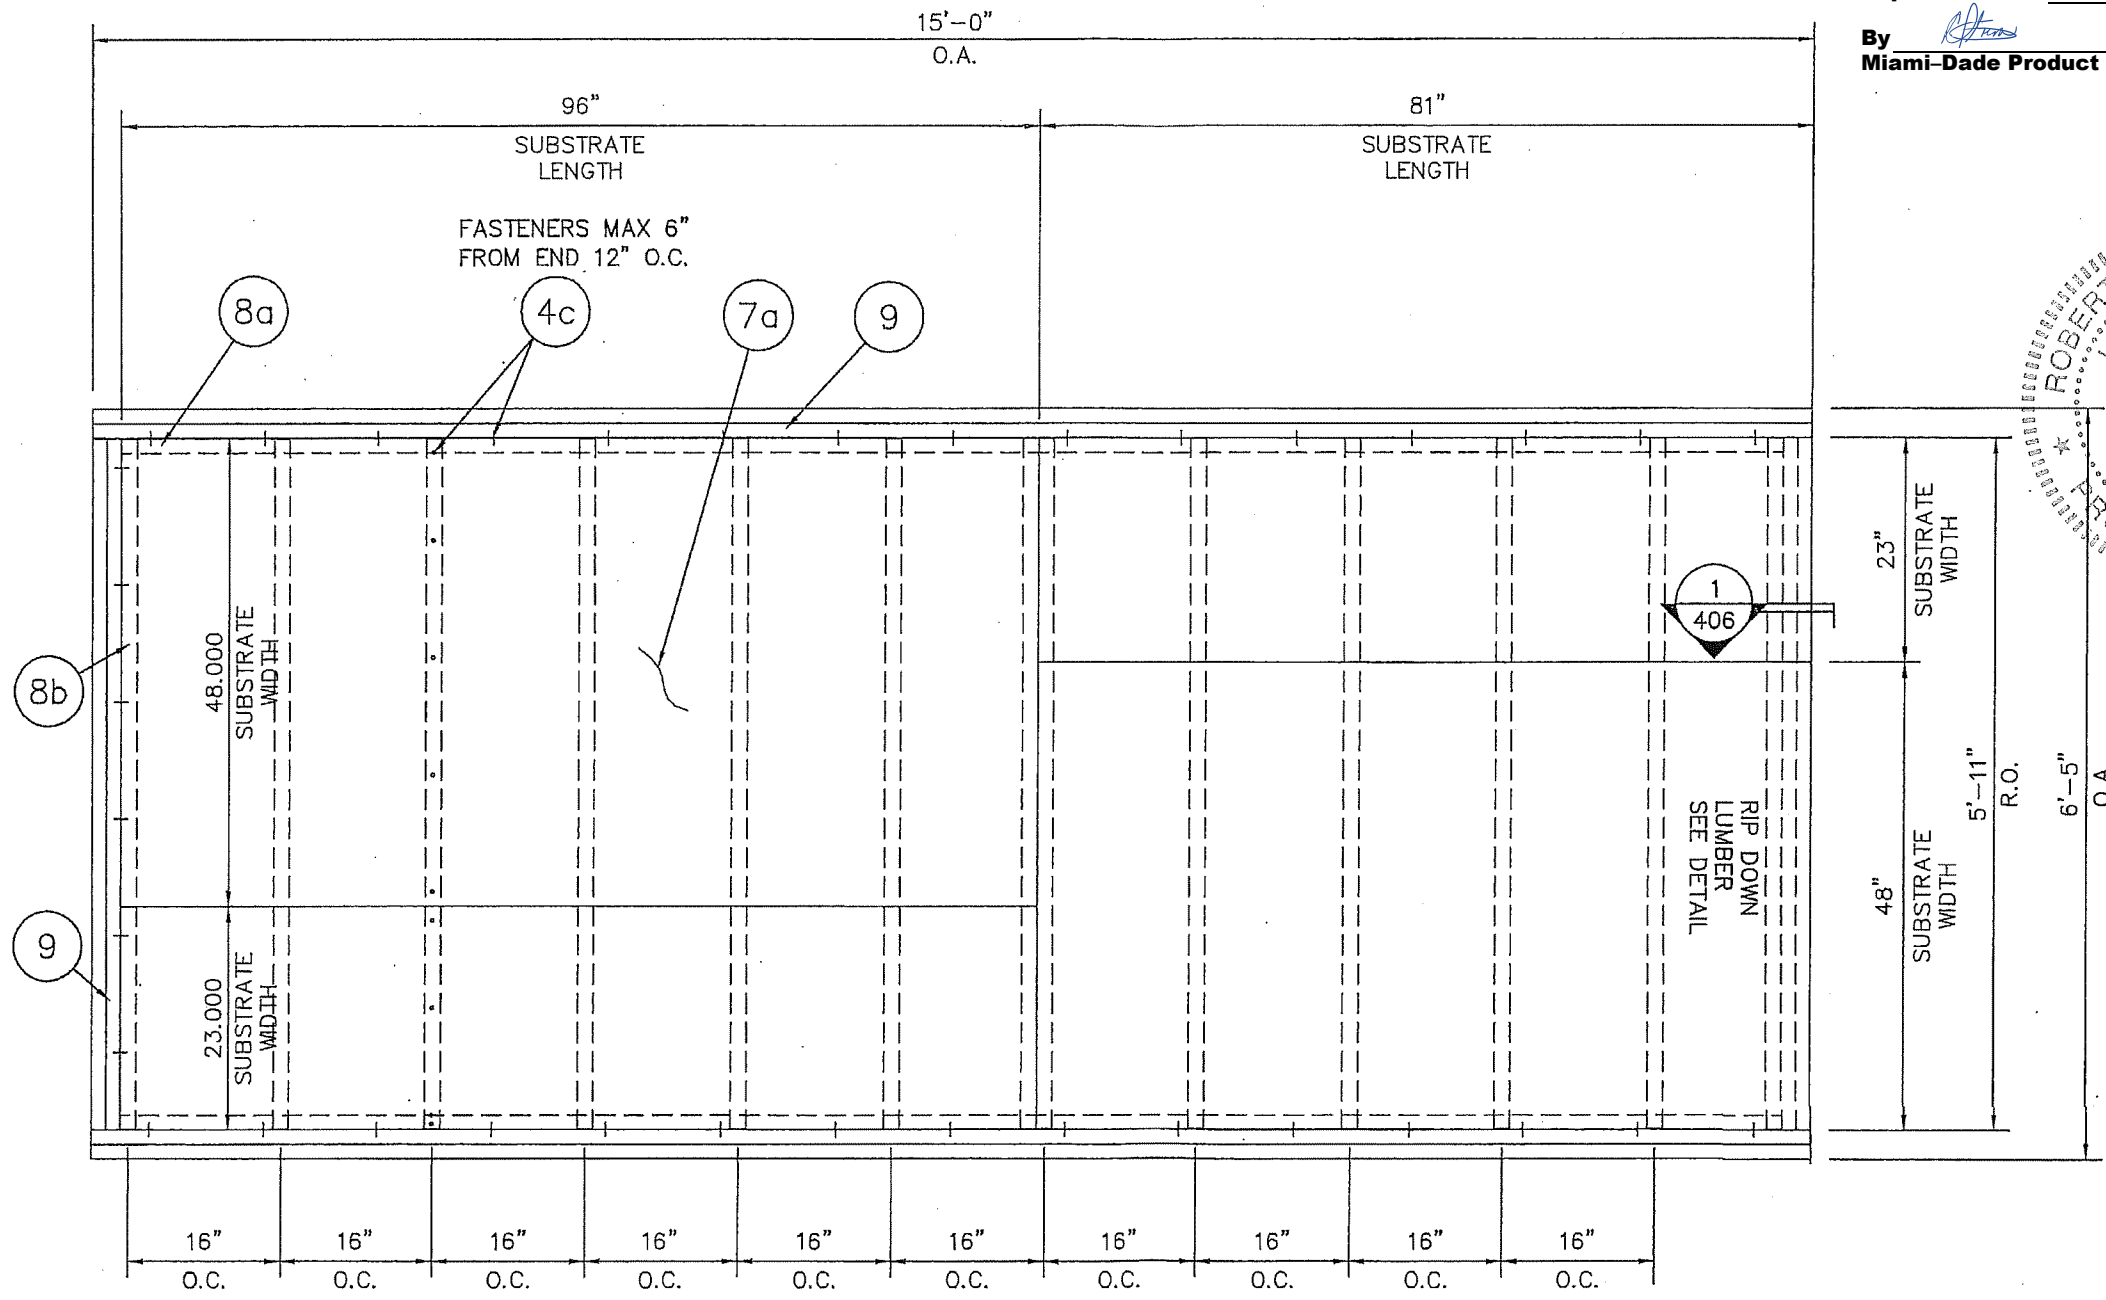 15'-0"
O.A.
By
Miami-Dade Product
96"
81"
SUBSTRATE
LENGTH
SUBSTRATE
LENGTH
FASTENERS MAX 6"
FROM END 12" O.C.
8a
4c
7a
9
ROBERT
23"
SUBSTRATE
WIDTH
1
406
48.000
SUBSTRATE
WIDTH
8b
5'-11"
R.O.
6'-5"
RIP DOWN
LUMBER
SEE DETAIL
48"
SUBSTRATE
WIDTH
9
23.000
SUBSTRATE
WIDTH
16" 16" 16" 16" 16" 16" 16" 16" 16" 16"
O.C. O.C. O.C. O.C. O.C. O.C. O.C. O.C. O.C. O.C.